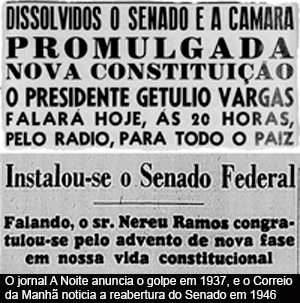 DISSOLVIDOS O SENADO E A CAMARA
PROMULGADA
NOVA CONSTITUIÇÃO
O PRESIDENTE GETULIO VARGAS
FALARÁ HOJE, ÁS 20 HORAS,
PELO RADIO, PARA TODO O PAIZ
Instalou-se o Senado Federal
Falando, o sr. Nereu Ramos congra-
tulou-se pelo advento de nova fase
em nossa vida constitucional
O jornal A Noite anuncia o golpe em 1937, e o Correio
da Manhã noticia a reabertura do Senado em 1946